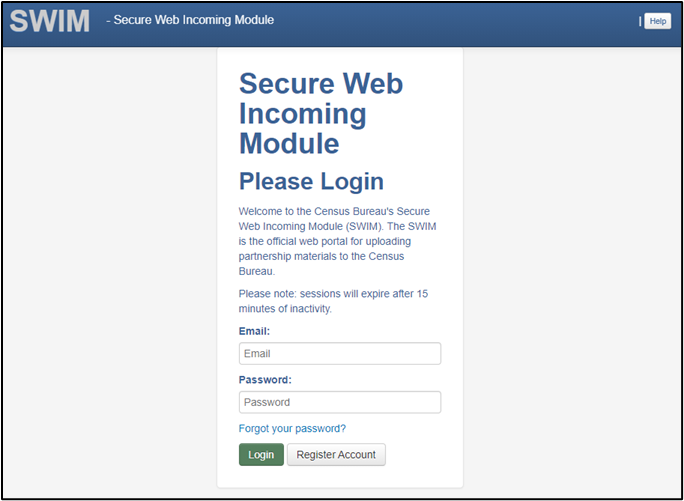 SWIM - Secure Web Incoming Module | Help
Secure Web
Incoming
Module
Please Login
Welcome to the Census Bureau's Secure
Web Incoming Module (SWIM). The SWIM
is the official web portal for uploading
partnership materials to the Census
Bureau.
Please note: sessions will expire after 15
minutes of inactivity.
Email:
Email
Password:
Password
Forgot your password?
Login Register Account